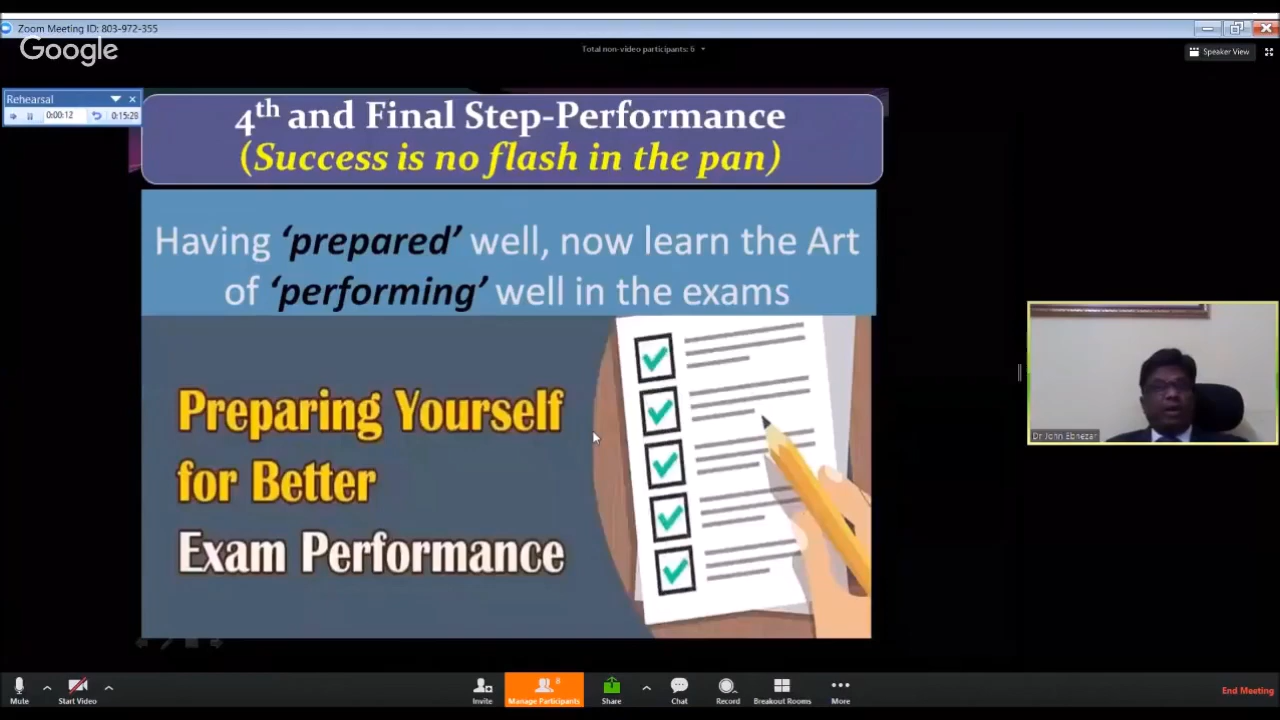 Zoom Meeting ID: 803-972-355
Google
Total non-video participants: 6
Speaker View
Rehearsal
0:00:12
0:15:28
4th and Final Step-Performance
(Success is no flash in the pan)
Having ‘prepared’ well, now learn the Art
of ‘performing’ well in the exams
Preparing Yourself
for Better
Exam Performance
Dr John Ebnezar
Mute
Start Video
Invite
Manage Participants
Share
Chat
Record
Breakout Rooms
More
End Meeting